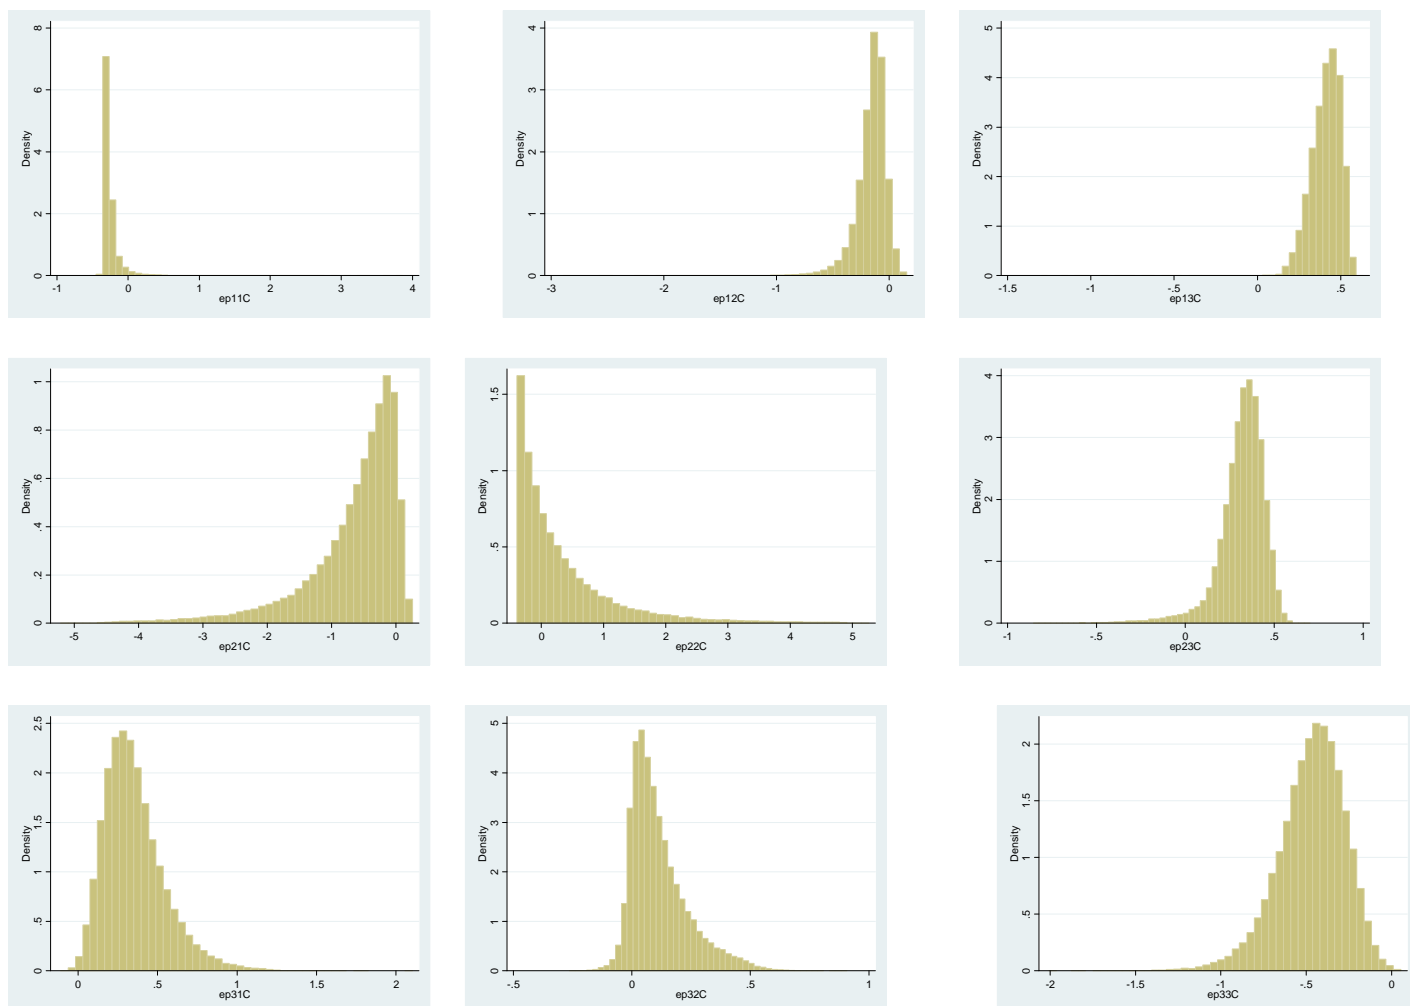 Density
0 2 4 6 8
-1 0 1 2 3 4
ep11C
Density
0 1 2 3 4
-3 -2 -1 0
ep12C
Density
0 1 2 3 4 5
-1.5 -1 -.5 0 .5
ep13C
Density
0 .2 .4 .6 .8 1
-5 -4 -3 -2 -1 0
ep21C
Density
0 .5 1 1.5
0 1 2 3 4 5
ep22C
Density
0 1 2 3 4
-1 -.5 0 .5 1
ep23C
Density
0 .5 1 1.5 2 2.5
0 .5 1 1.5 2
ep31C
Density
0 1 2 3 4 5
-.5 0 .5 1
ep32C
Density
0 .5 1 1.5 2
-2 -1.5 -1 -.5 0
ep33C